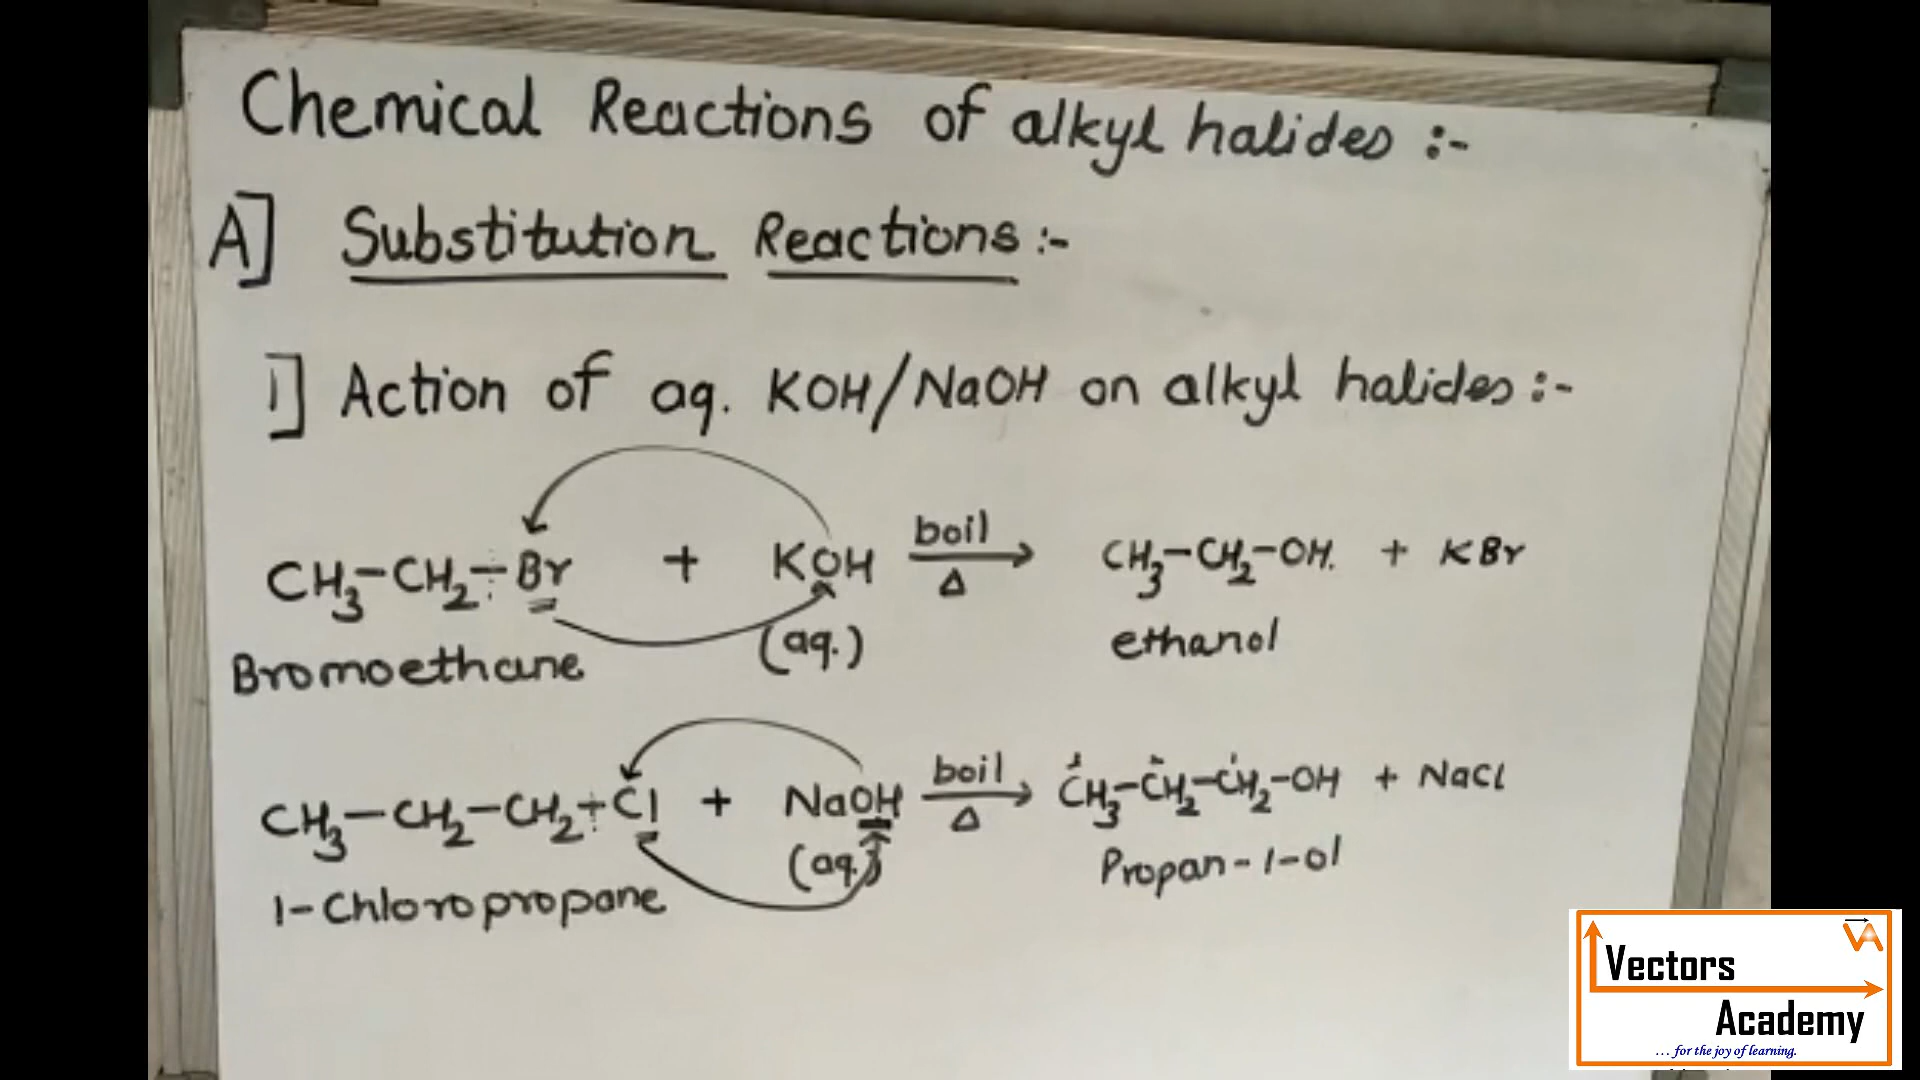 Chemical Reactions of alkyl halides :-
A] Substitution Reactions :-
1] Action of aq. KOH/NaOH on alkyl halides :-
CH₃-CH₂-Br + KOH boil Δ → CH₃-CH₂-OH. + KBr
Bromoethane (aq.) ethanol
CH₃-CH₂-CH₂-Cl + NaOH boil Δ → CH₃-CH₂-CH₂-OH + NaCl
1-Chloropropane (aq.) Propan-1-ol
VA
Vectors
Academy
... for the joy of learning.